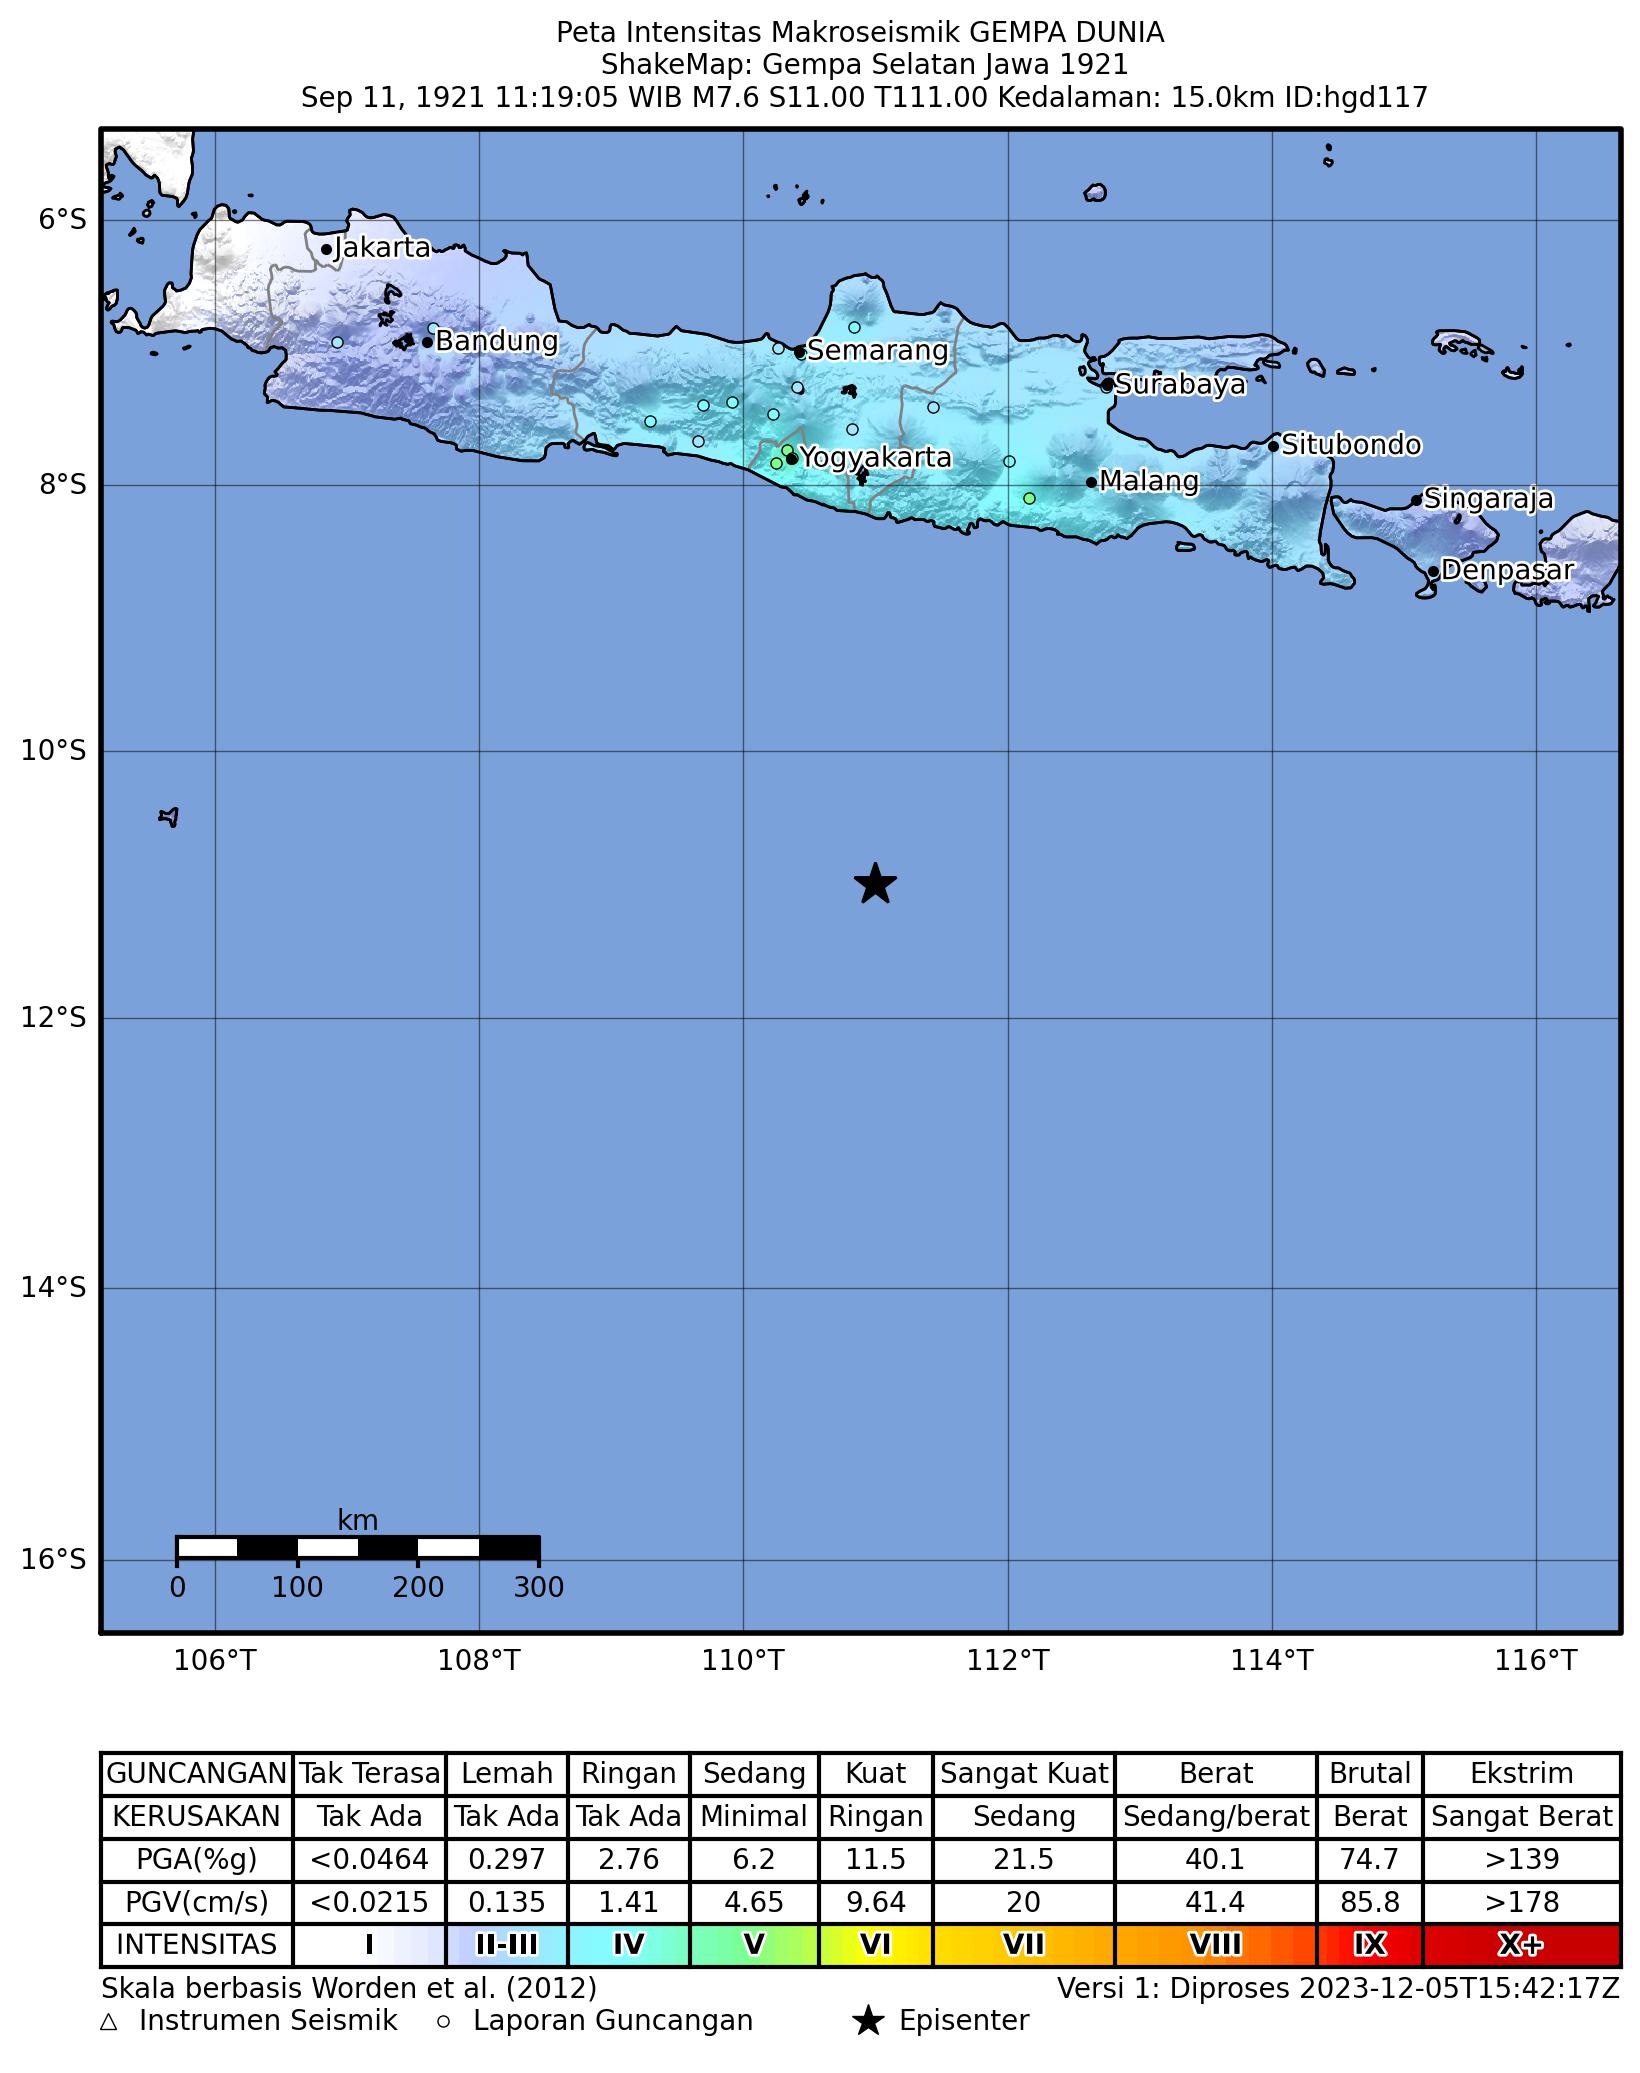 Peta Intensitas Makroseismik GEMPA DUNIA
ShakeMap: Gempa Selatan Jawa 1921
Sep 11, 1921 11:19:05 WIB M7.6 S11.00 T111.00 Kedalaman: 15.0km ID:hgd117
6°S
Jakarta
Bandung
Semarang
Surabaya
Situbondo
Yogyakarta
Malang
8°S
Singaraja
Denpasar
10°S
12°S
14°S
km
16°S
0 100 200 300
106°T 108°T 110°T 112°T 114°T 116°T
GUNCANGAN Tak Terasa Lemah Ringan Sedang Kuat Sangat Kuat Berat Brutal Ekstrim
KERUSAKAN Tak Ada Tak Ada Tak Ada Minimal Ringan Sedang Sedang/berat Berat Sangat Berat
PGA(%g) <0.0464 0.297 2.76 6.2 11.5 21.5 40.1 74.7 >139
PGV(cm/s) <0.0215 0.135 1.41 4.65 9.64 20 41.4 85.8 >178
INTENSITAS I II-III IV V VI VII VIII IX X+
Skala berbasis Worden et al. (2012) Versi 1: Diproses 2023-12-05T15:42:17Z
Instrumen Seismik Laporan Guncangan Episenter